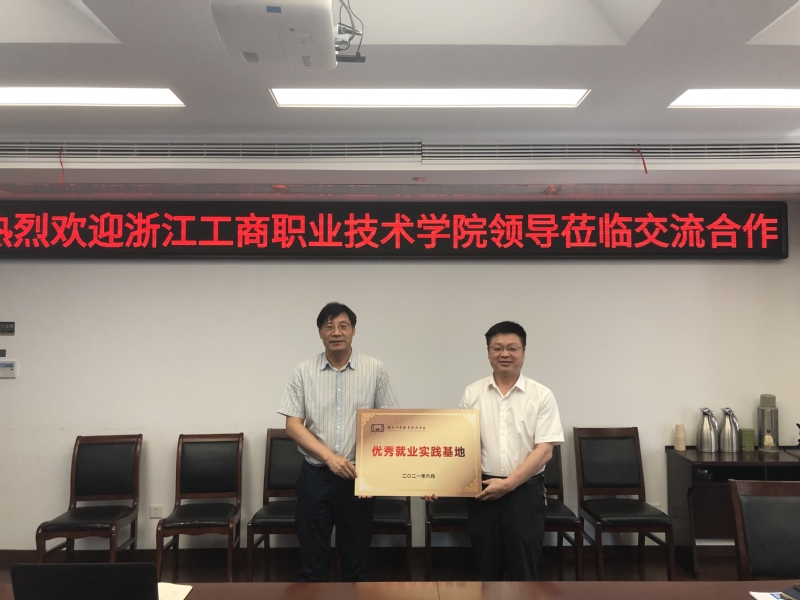 热烈欢迎浙江工商职业技术学院领导莅临交流合作
优秀就业实践基地
二〇二一年六月